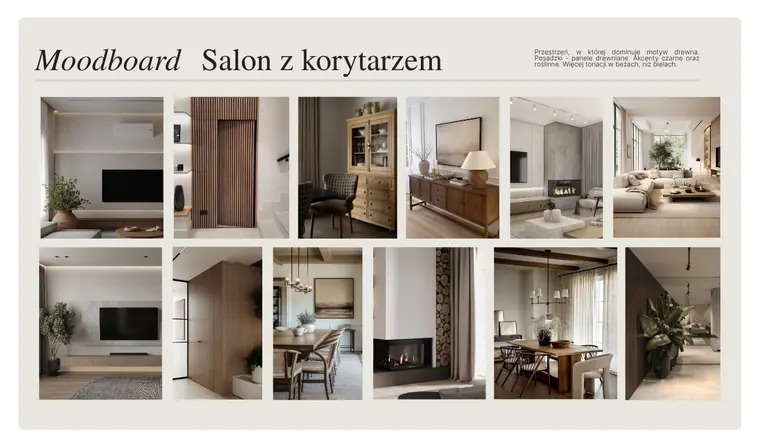 Moodboard Salon z korytarzem
Przestrzeń, w której dominuje motyw drewna.
Posadzki - panele drewniane. Akcenty czarne oraz
roślinne. Więcej tonacji w beżach, niż bielach.